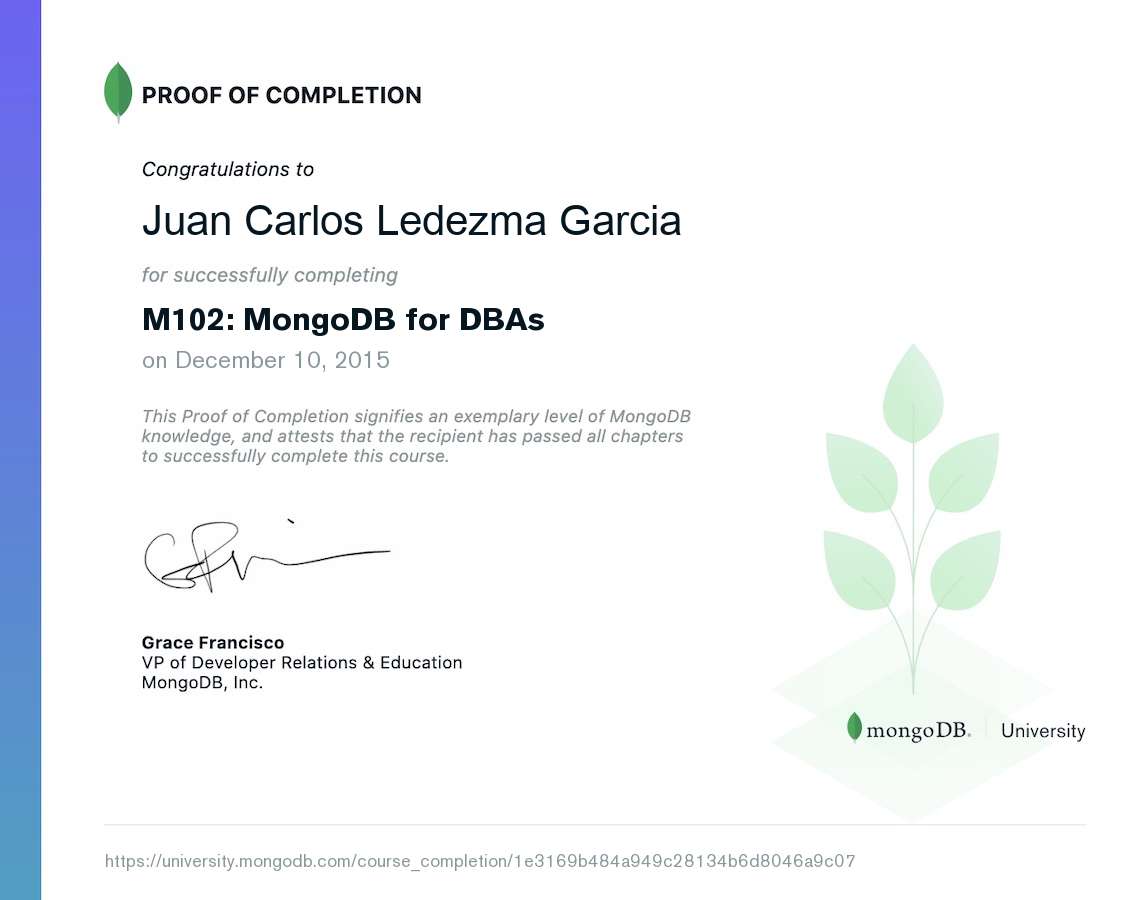 PROOF OF COMPLETION
Congratulations to
Juan Carlos Ledezma Garcia
for successfully completing
M102: MongoDB for DBAs
on December 10, 2015
This Proof of Completion signifies an exemplary level of MongoDB
knowledge, and attests that the recipient has passed all chapters
to successfully complete this course.
Grace Francisco
VP of Developer Relations & Education
MongoDB, Inc.
mongoDB. University
https://university.mongodb.com/course_completion/1e3169b484a949c28134b6d8046a9c07